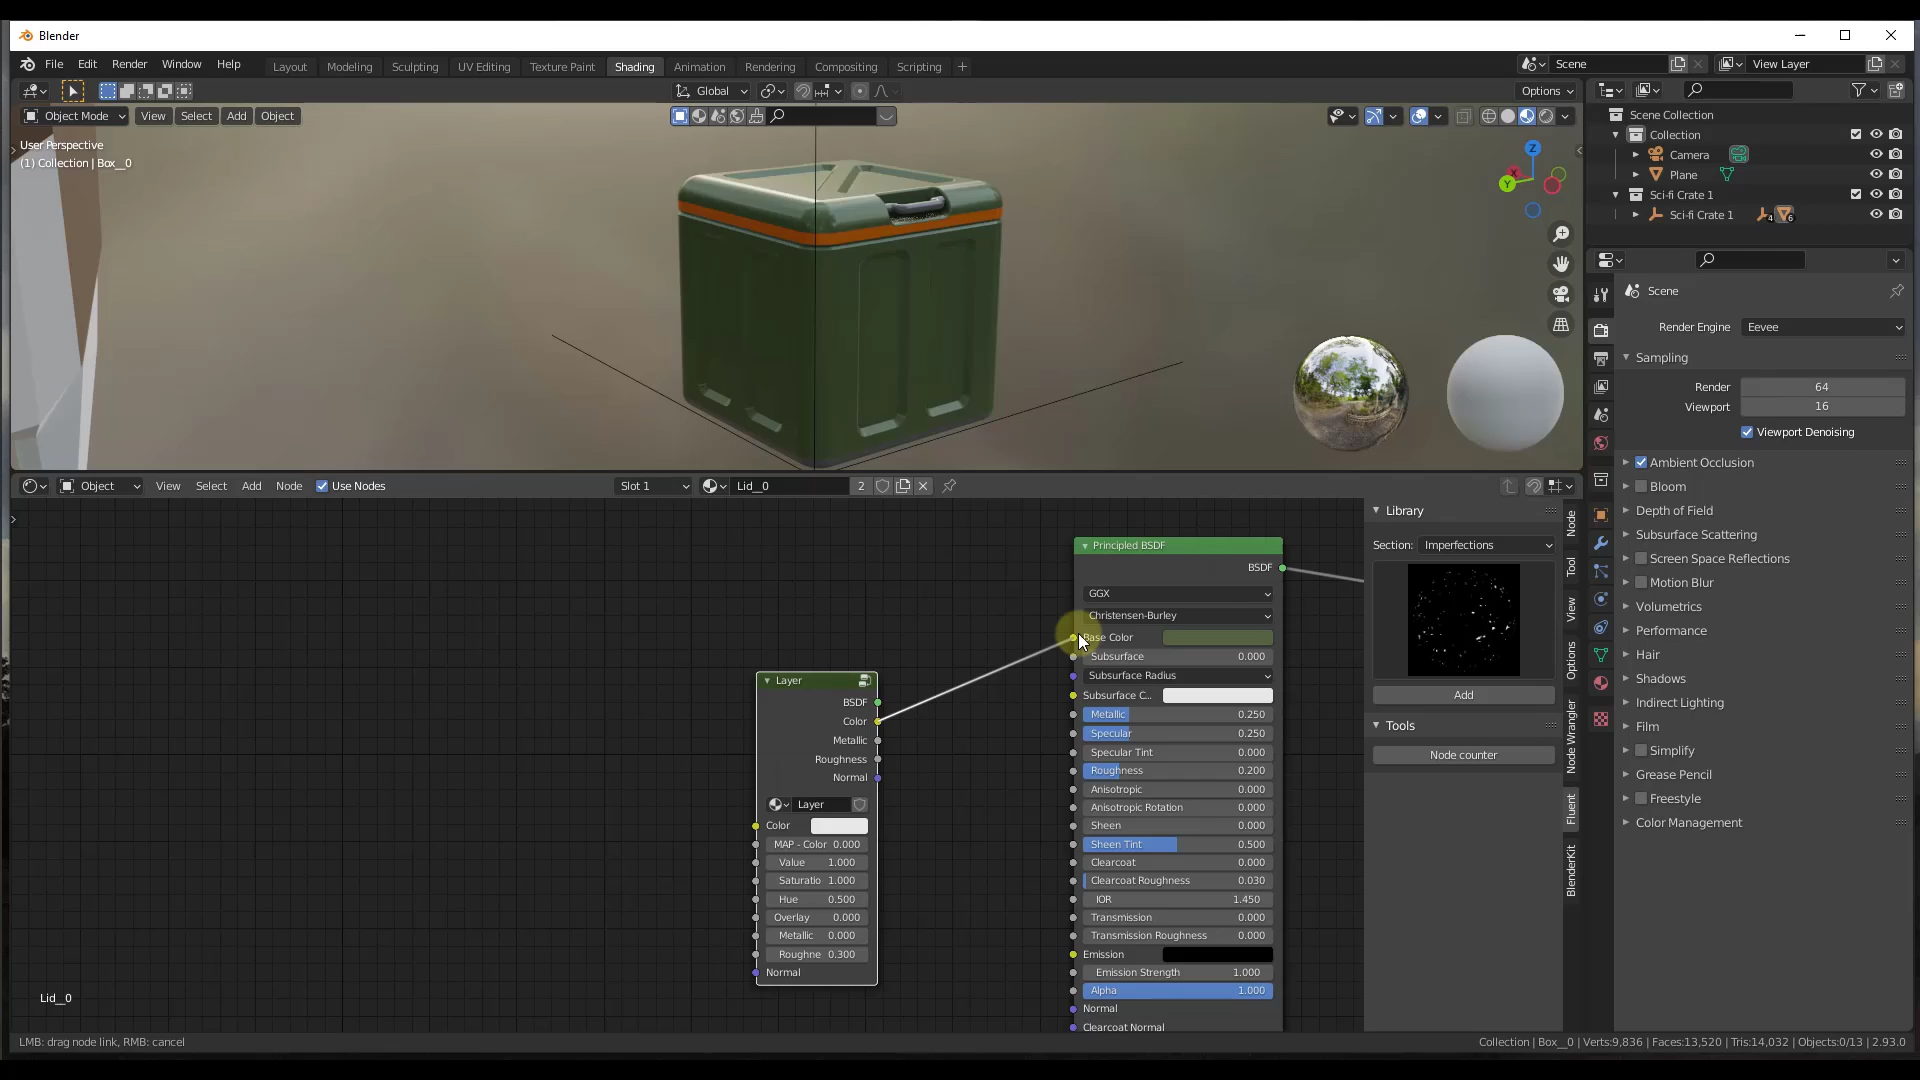 Blender
File Edit Render Window Help Layout Modeling Sculpting UV Editing Texture Paint Shading Animation Rendering Compositing Scripting + Scene View Layer
Global Options
Object Mode View Select Add Object
User Perspective
(1) Collection | Box__0
Z
X
Y
Scene Collection
Collection
Camera
Plane
Sci-fi Crate 1
Sci-fi Crate 1 4 6
Scene
Render Engine Eevee
Sampling
Render 64
Viewport 16
Viewport Denoising
Ambient Occlusion
Bloom
Depth of Field
Subsurface Scattering
Screen Space Reflections
Motion Blur
Volumetrics
Performance
Hair
Shadows
Indirect Lighting
Film
Simplify
Grease Pencil
Freestyle
Color Management
Object View Select Add Node Use Nodes Slot 1 Lid__0 2
Layer
BSDF
Color
Metallic
Roughness
Normal
Layer
Color
MAP - Color 0.000
Value 1.000
Saturatio 1.000
Hue 0.500
Overlay 0.000
Metallic 0.000
Roughne 0.300
Normal
Principled BSDF
BSDF
GGX
Christensen-Burley
Base Color
Subsurface 0.000
Subsurface Radius
Subsurface C..
Metallic 0.250
Specular 0.250
Specular Tint 0.000
Roughness 0.200
Anisotropic 0.000
Anisotropic Rotation 0.000
Sheen 0.000
Sheen Tint 0.500
Clearcoat 0.000
Clearcoat Roughness 0.030
IOR 1.450
Transmission 0.000
Transmission Roughness 0.000
Emission
Emission Strength 1.000
Alpha 1.000
Normal
Clearcoat Normal
Library
Section: Imperfections
Add
Tools
Node counter
Node
Tool
View
Options
Node Wrangler
Fluent
BlenderKit
Lid__0
LMB: drag node link, RMB: cancel
Collection | Box__0 | Verts:9,836 | Faces:13,520 | Tris:14,032 | Objects:0/13 | 2.93.0